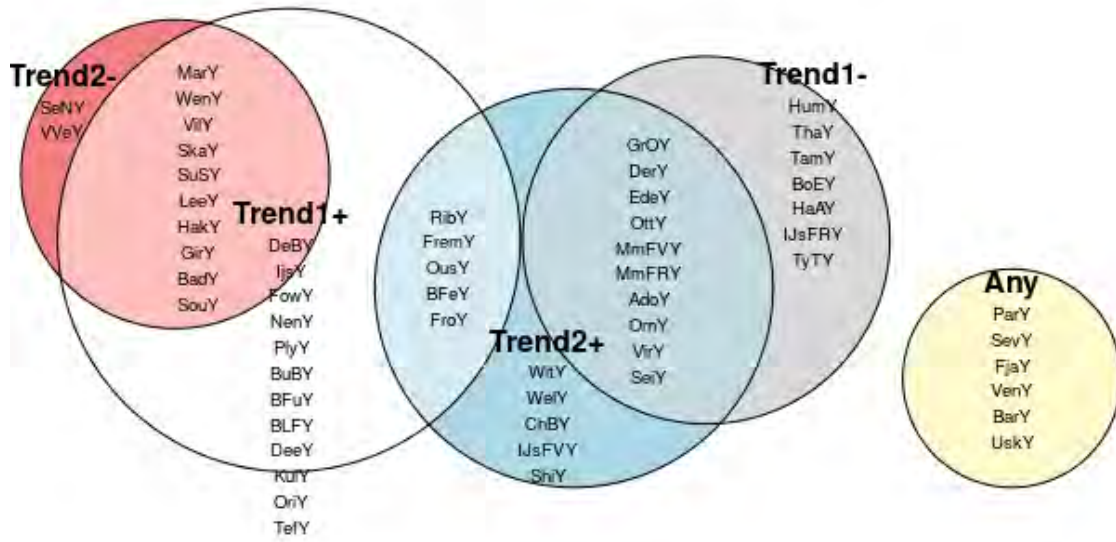 Trend2-
SeNY
VVeY
MarY
WenY
VilY
SkaY
SuSY
LeeY
HakY
GirY
BadY
SouY
Trend1+
DeBY
IjsY
FowY
NenY
PlyY
BuBY
BFuY
BLFY
DeeY
KulY
OriY
TefY
RibY
FremY
OusY
BFeY
FroY
Trend2+
WitY
WelY
ChBY
IJsFVY
ShiY
GrOY
DerY
EdeY
OttY
MmFVY
MmFRY
AdoY
OrnY
VirY
SeiY
Trend1-
HumY
ThaY
TamY
BoEY
HaAY
IJsFRY
TyTY
Any
ParY
SevY
FjaY
VenY
BarY
UskY